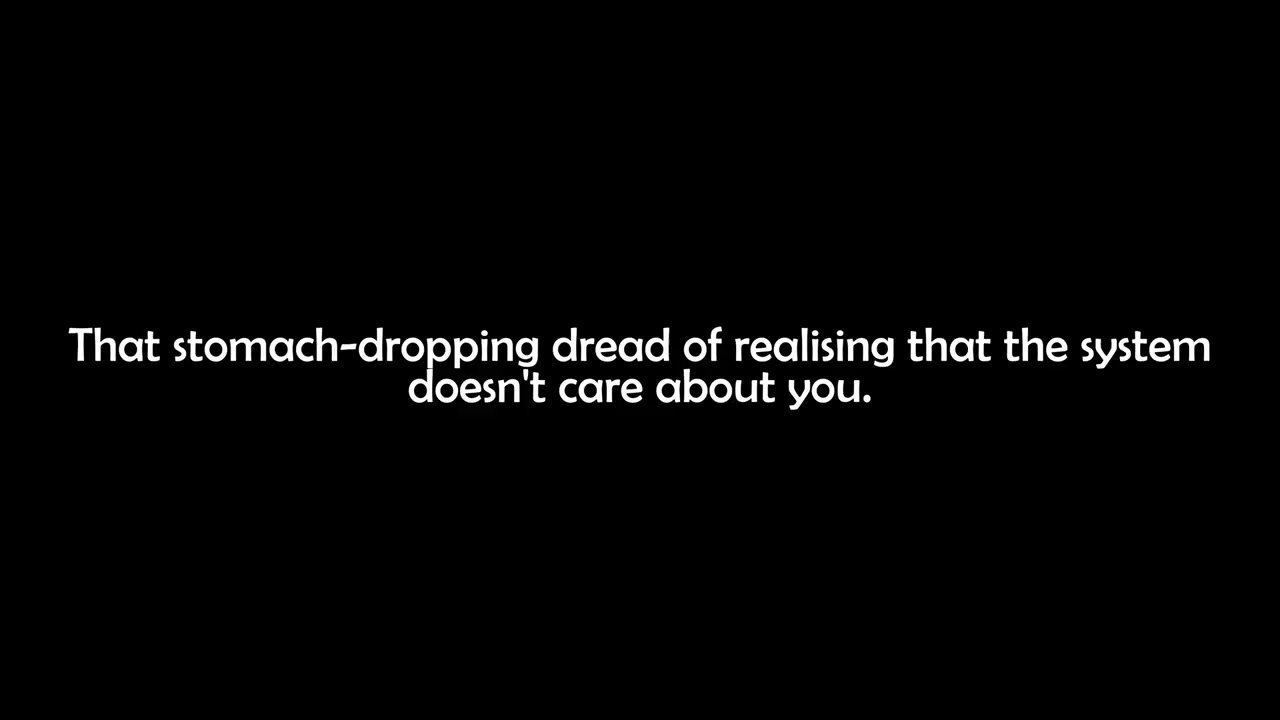 That stomach-dropping dread of realising that the system
doesn't care about you.